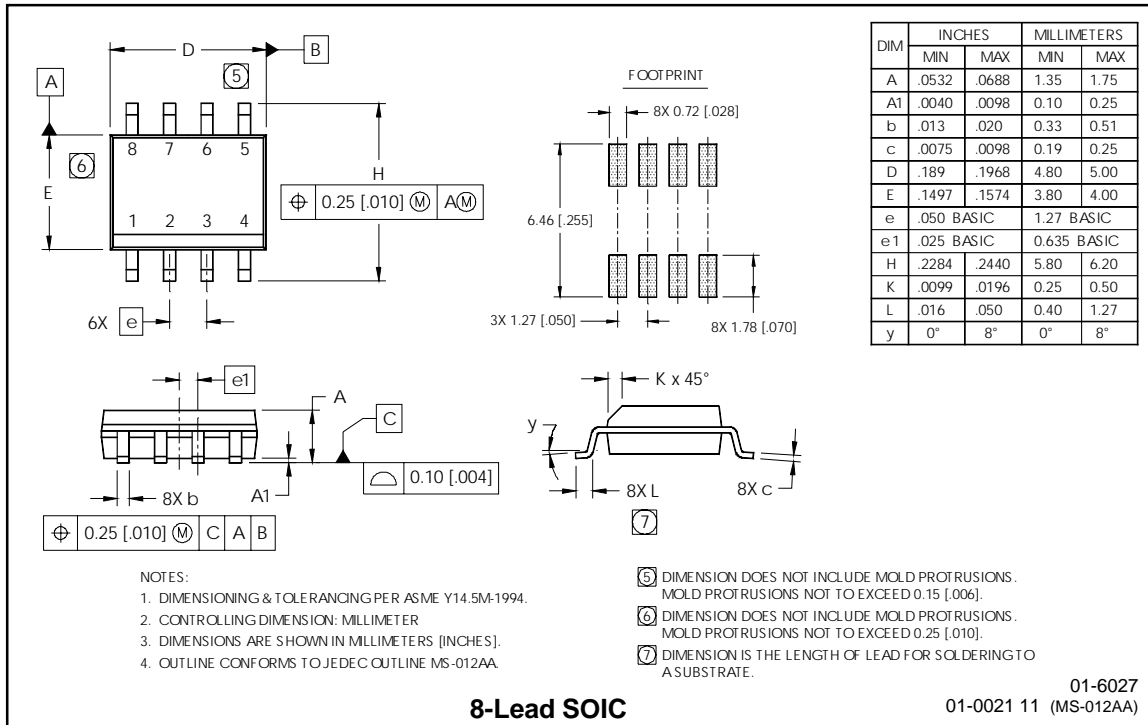 D
B
5
A
8 7 6 5
6
E
H
⌖ 0.25 [.010] Ⓜ A Ⓜ
1 2 3 4
6X e
FOOTPRINT
8X 0.72 [.028]
6.46 [.255]
3X 1.27 [.050]
8X 1.78 [.070]
DIM INCHES MILLIMETERS
MIN MAX MIN MAX
A .0532 .0688 1.35 1.75
A1 .0040 .0098 0.10 0.25
b .013 .020 0.33 0.51
c .0075 .0098 0.19 0.25
D .189 .1968 4.80 5.00
E .1497 .1574 3.80 4.00
e .050 BASIC 1.27 BASIC
e1 .025 BASIC 0.635 BASIC
H .2284 .2440 5.80 6.20
K .0099 .0196 0.25 0.50
L .016 .050 0.40 1.27
y 0° 8° 0° 8°
e1
A
C
0.10 [.004]
8X b
A1
⌖ 0.25 [.010] Ⓜ C A B
K x 45°
y
8X L
8X c
7
NOTES:
1. DIMENSIONING & TOLERANCING PER ASME Y14.5M-1994.
2. CONTROLLING DIMENSION: MILLIMETER
3. DIMENSIONS ARE SHOWN IN MILLIMETERS [INCHES].
4. OUTLINE CONFORMS TO JEDEC OUTLINE MS-012AA.
5 DIMENSION DOES NOT INCLUDE MOLD PROTRUSIONS.
MOLD PROTRUSIONS NOT TO EXCEED 0.15 [.006].
6 DIMENSION DOES NOT INCLUDE MOLD PROTRUSIONS.
MOLD PROTRUSIONS NOT TO EXCEED 0.25 [.010].
7 DIMENSION IS THE LENGTH OF LEAD FOR SOLDERING TO
A SUBSTRATE.
8-Lead SOIC
01-6027
01-0021 11 (MS-012AA)